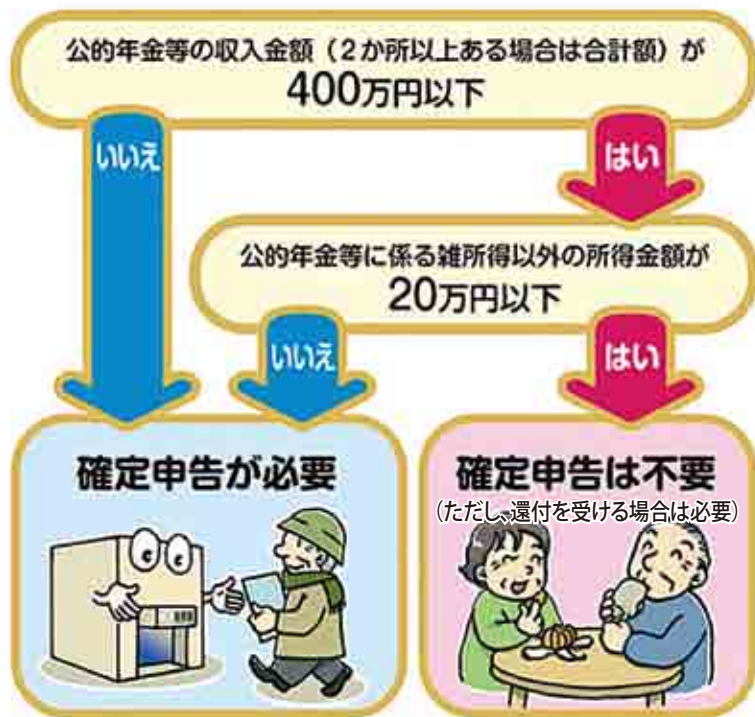 公的年金等の収入金額（2か所以上ある場合は合計額）が
400万円以下
いいえ
はい
公的年金等に係る雑所得以外の所得金額が
20万円以下
いいえ
はい
確定申告が必要
確定申告は不要
（ただし、還付を受ける場合は必要）